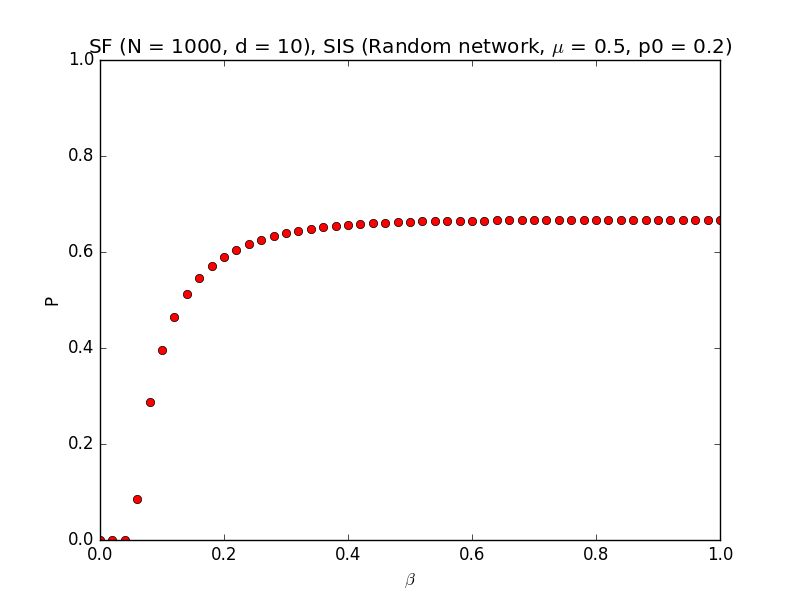 SF (N = 1000, d = 10), SIS (Random network, μ = 0.5, p0 = 0.2)
1.0
0.8
0.6
P
0.4
0.2
0.0
0.0 0.2 0.4 0.6 0.8 1.0
β